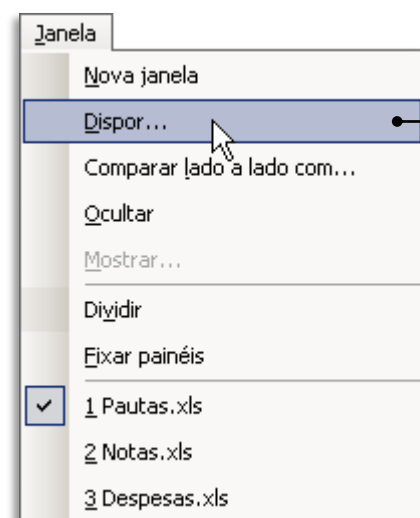 Janela
Nova janela
Dispor...
Comparar lado a lado com...
Ocultar
Mostrar...
Dividir
Fixar painéis
1 Pautas.xls
2 Notas.xls
3 Despesas.xls